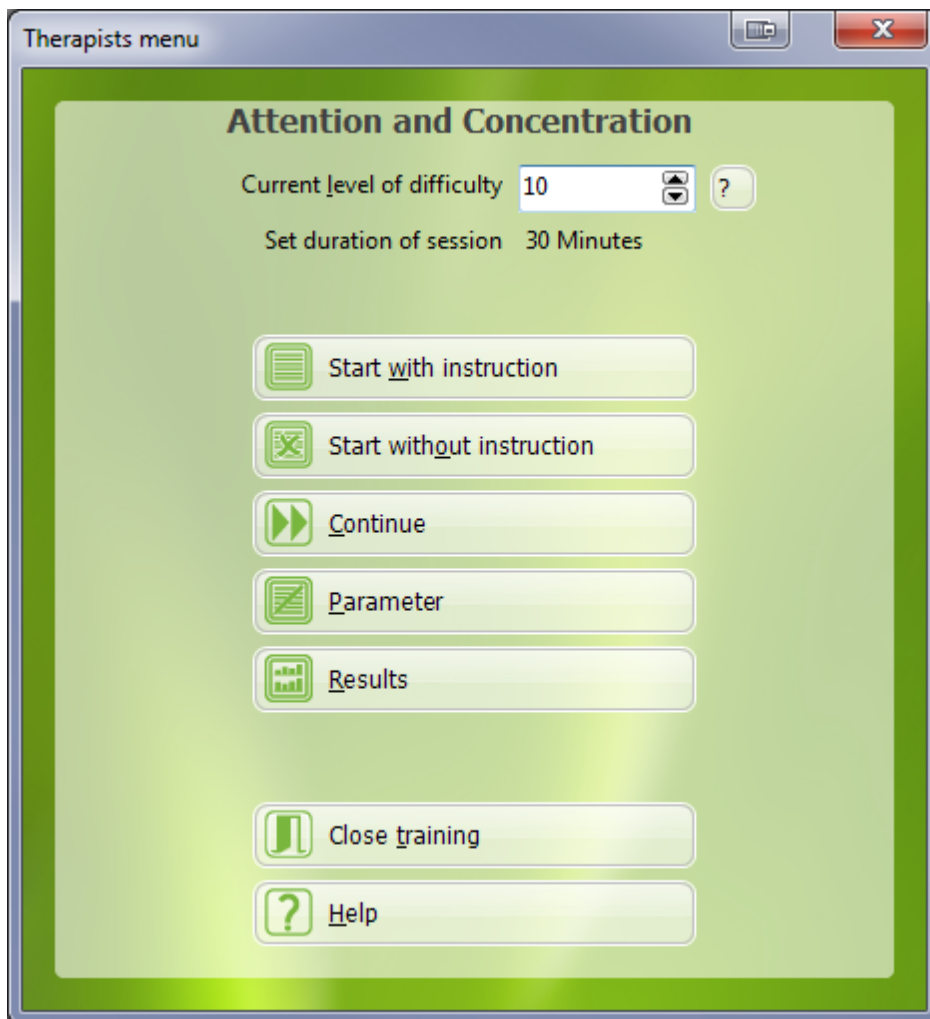 Therapists menu
Attention and Concentration
Current level of difficulty 10 ?
Set duration of session 30 Minutes
Start with instruction
Start without instruction
Continue
Parameter
Results
Close training
? Help